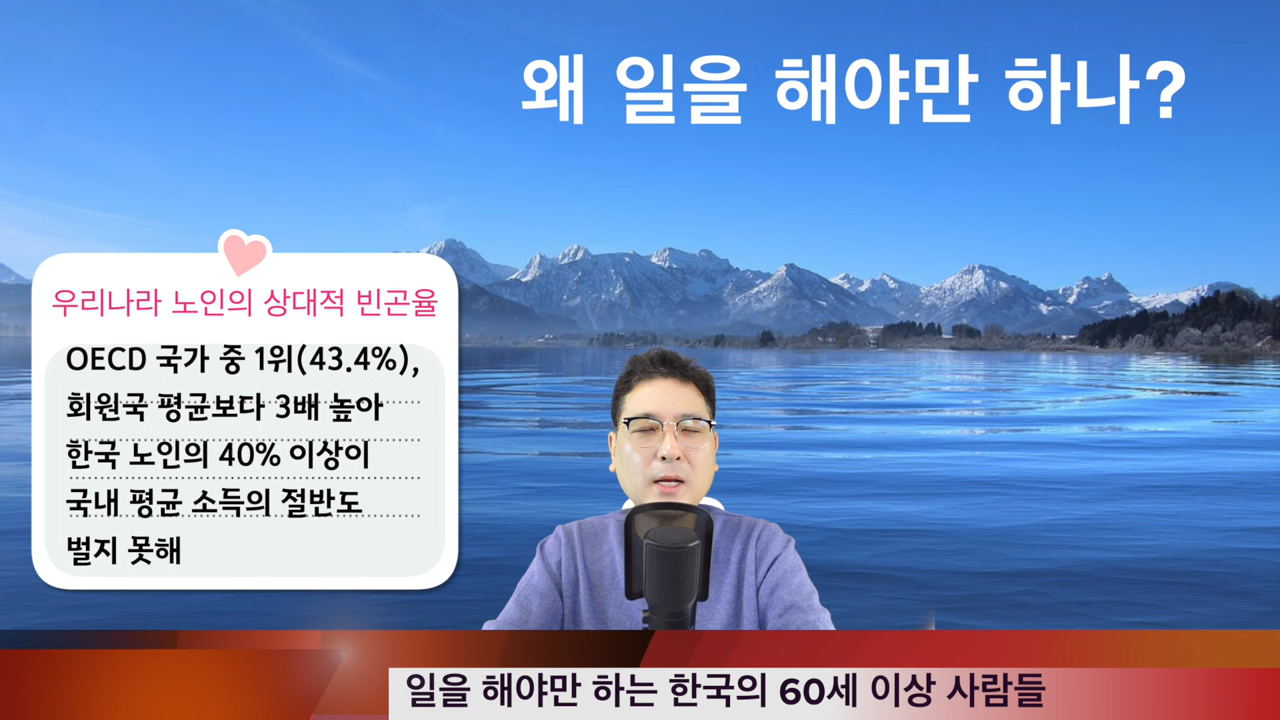 왜 일을 해야만 하나?
우리나라 노인의 상대적 빈곤율
OECD 국가 중 1위(43.4%),
회원국 평균보다 3배 높아
한국 노인의 40% 이상이
국내 평균 소득의 절반도
벌지 못해
일을 해야만 하는 한국의 60세 이상 사람들